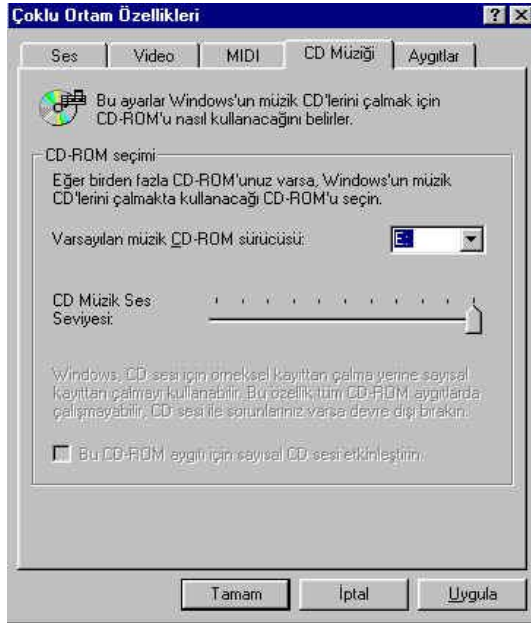 Çoklu Ortam Özellikleri
Ses Video MIDI CD Müziği Aygıtlar
Bu ayarlar Windows'un müzik CD'lerini çalmak için
CD-ROM'u nasıl kullanacağını belirler.
CD-ROM seçimi
Eğer birden fazla CD-ROM'unuz varsa, Windows'un müzik
CD'lerini çalmakta kullanacağı CD-ROM'u seçin.
Varsayılan müzik CD-ROM sürücüsü: E:
CD Müzik Ses
Seviyesi:
Windows, CD sesi için örneksel kayıttan çalma yerine sayısal
kayıttan çalmayı kullanabilir. Bu özellik tüm CD-ROM aygıtlarda
çalışmayabilir, CD sesi ile sorunlarınız varsa devre dışı bırakın.
Bu CD-ROM aygıtı için sayısal CD sesi etkinleştirin.
Tamam İptal Uygula